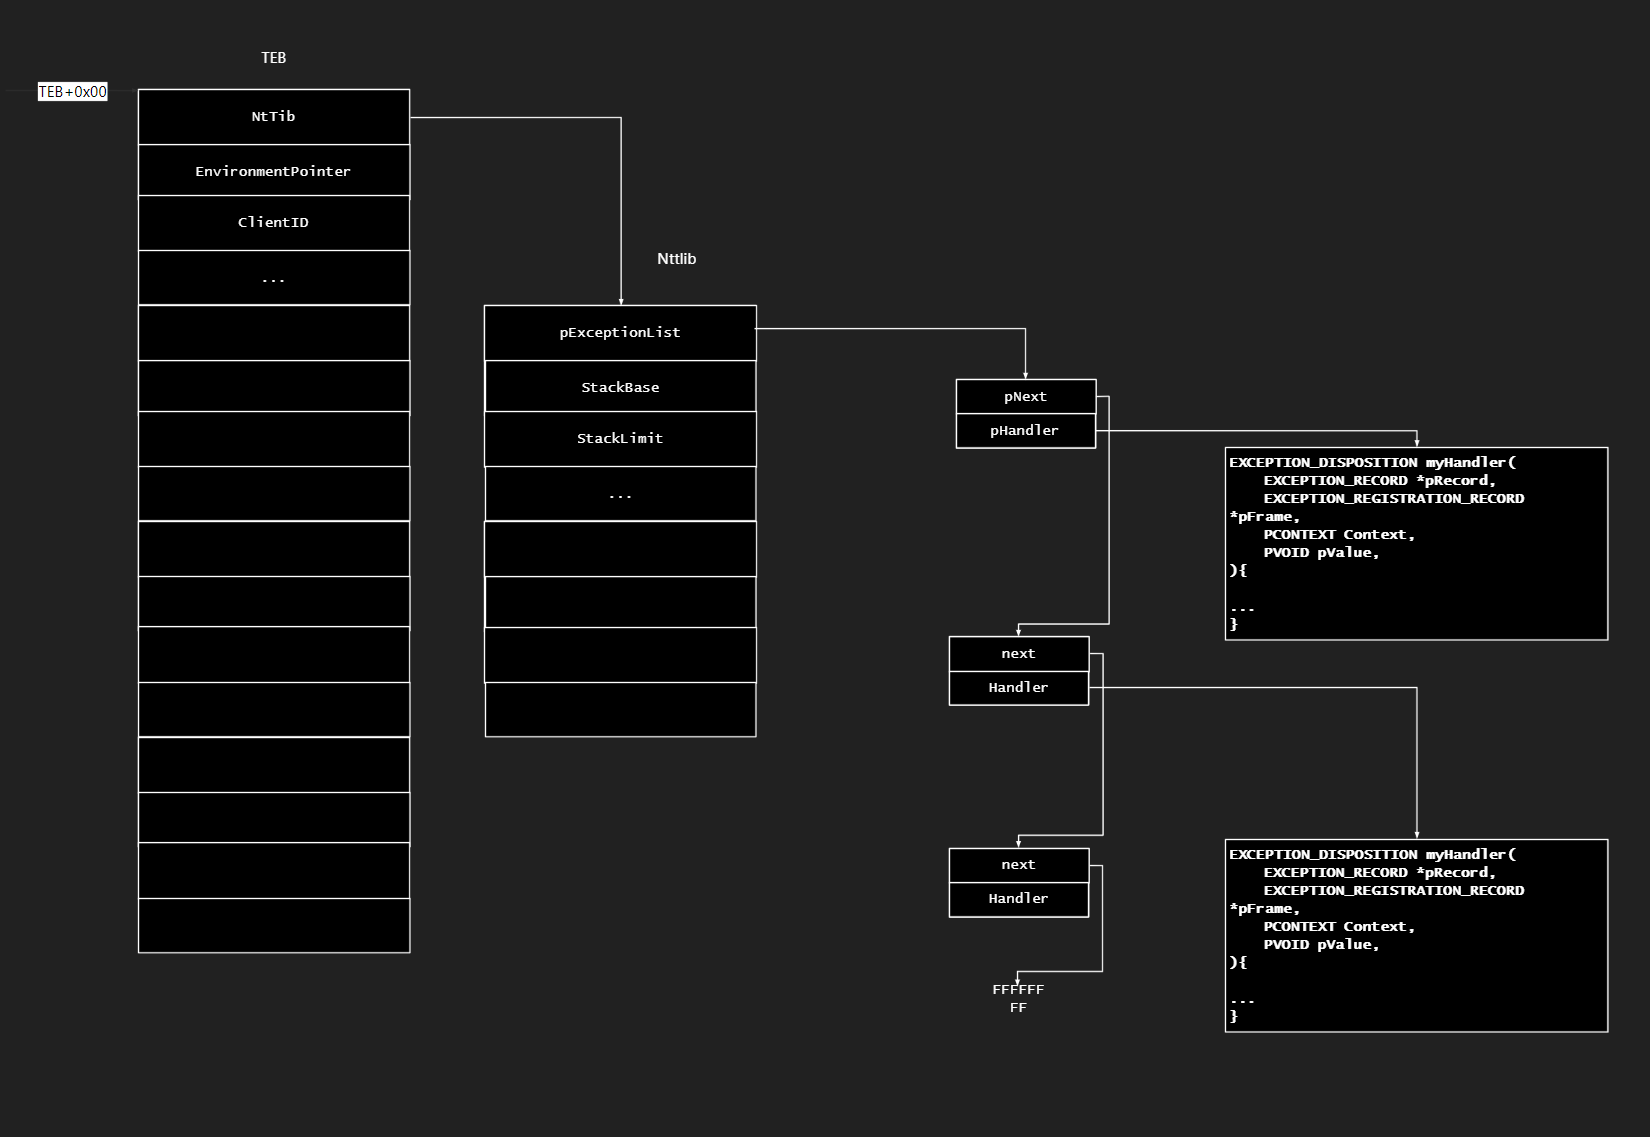 TEB
TEB+0x00
NtTib
EnvironmentPointer
ClientID
...
Nttlib
pExceptionList
StackBase
StackLimit
...
pNext
pHandler
EXCEPTION_DISPOSITION myHandler(
EXCEPTION_RECORD *pRecord,
EXCEPTION_REGISTRATION_RECORD
*pFrame,
PCONTEXT Context,
PVOID pValue,
){
...
}
next
Handler
next
Handler
FFFFFF
FF
EXCEPTION_DISPOSITION myHandler(
EXCEPTION_RECORD *pRecord,
EXCEPTION_REGISTRATION_RECORD
*pFrame,
PCONTEXT Context,
PVOID pValue,
){
...
}